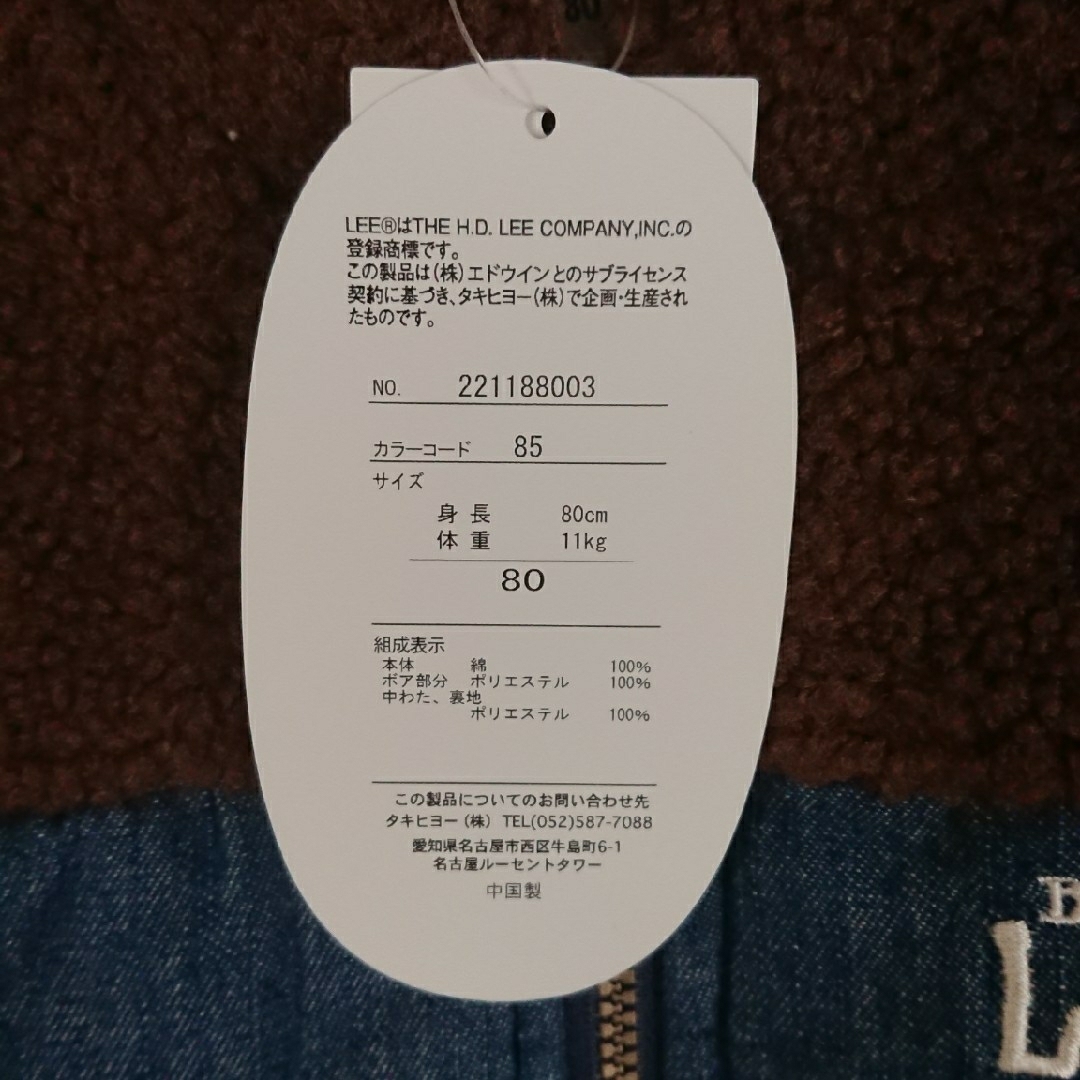 80
LEE®はTHE H.D. LEE COMPANY,INC.の
登録商標です。
この製品は(株)エドウインとのサブライセンス
契約に基づき、タキヒヨー(株)で企画・生産され
たものです。
NO. 221188003
カラーコード 85
サイズ
身長 80cm
体重 11kg
80
組成表示
本体 綿 100%
ボア部分 ポリエステル 100%
中わた、裏地
ポリエステル 100%
この製品についてのお問い合わせ先
タキヒヨー(株) TEL(052)587-7088
愛知県名古屋市西区牛島町6-1
名古屋ルーセントタワー
中国製